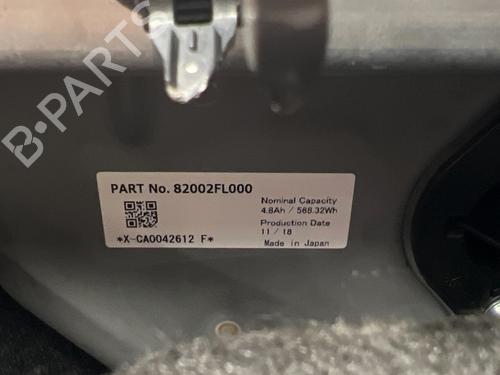 B-PARTS
PART No. 82002FL000
Nominal Capacity
4.8Ah / 568.32Wh
Production Date
11 / 18
Made in Japan
*X-CA0042612 F*